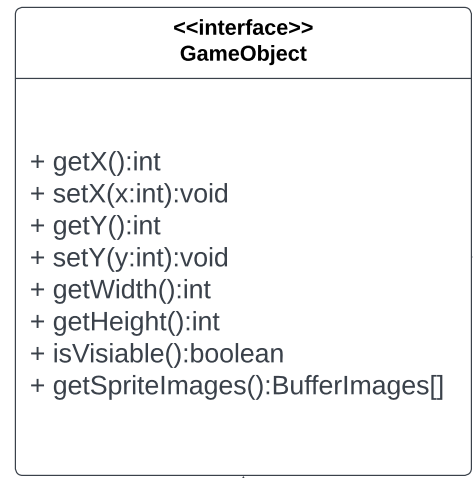 <<interface>>
GameObject
+ getX():int
+ setX(x:int):void
+ getY():int
+ setY(y:int):void
+ getWidth():int
+ getHeight():int
+ isVisiable():boolean
+ getSpriteImages():BufferImages[]